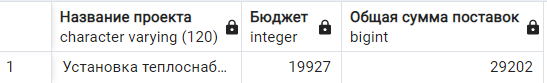 Название проекта Бюджет Общая сумма поставок
character varying (120) integer bigint
1 Установка теплоснаб... 19927 29202